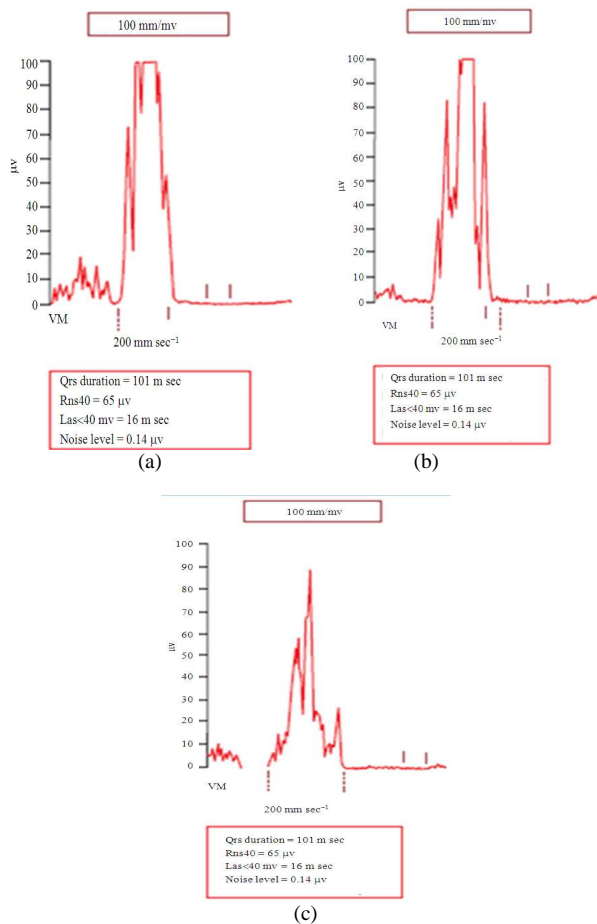 100 mm/mv
100
90
80
70
60
50
40
30
20
10
0
μv
VM
200 mm sec⁻¹
Qrs duration = 101 m sec
Rns40 = 65 μv
Las<40 mv = 16 m sec
Noise level = 0.14 μv
(a)
100 mm/mv
100
90
80
70
60
50
40
30
20
10
0
μv
VM
200 mm sec⁻¹
Qrs duration = 101 m sec
Rns40 = 65 μv
Las<40 mv = 16 m sec
Noise level = 0.14 μv
(b)
100 mm/mv
100
90
80
70
60
50
40
30
20
10
0
μv
VM
200 mm sec⁻¹
Qrs duration = 101 m sec
Rns40 = 65 μv
Las<40 mv = 16 m sec
Noise level = 0.14 μv
(c)